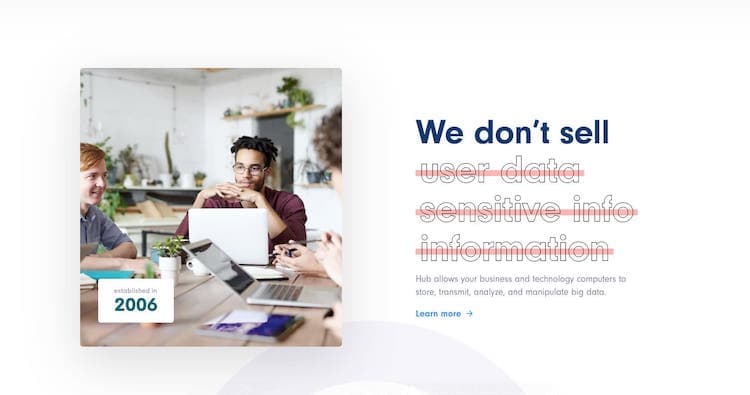 We don't sell
user data
sensitive info
information
Hub allows your business and technology computers to
store, transmit, analyze, and manipulate big data.
Learn more →
established in
2006